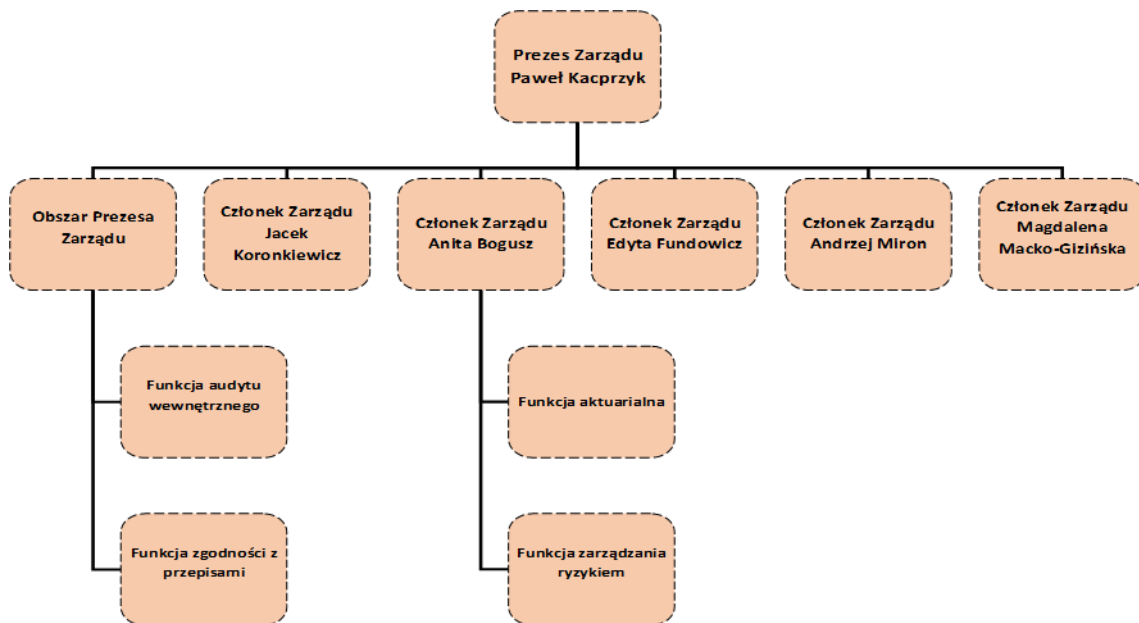 Prezes Zarządu
Paweł Kacprzyk
Obszar Prezesa
Zarządu
Członek Zarządu
Jacek
Koronkiewicz
Członek Zarządu
Anita Bogusz
Członek Zarządu
Edyta Fundowicz
Członek Zarządu
Andrzej Miron
Członek Zarządu
Magdalena
Macko-Gizińska
Funkcja audytu
wewnętrznego
Funkcja aktuarialna
Funkcja zgodności z
przepisami
Funkcja zarządzania
ryzykiem